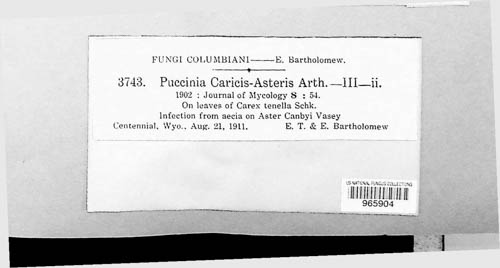 FUNGI COLUMBIANI——E. Bartholomew.
3743. Puccinia Caricis-Asteris Arth.—III—ii.
1902 : Journal of Mycology 8 : 54.
On leaves of Carex tenella Schk.
Infection from aecia on Aster Canbyi Vasey
Centennial, Wyo., Aug. 21, 1911. E. T. & E. Bartholomew
US NATIONAL FUNGUS COLLECTIONS
965904